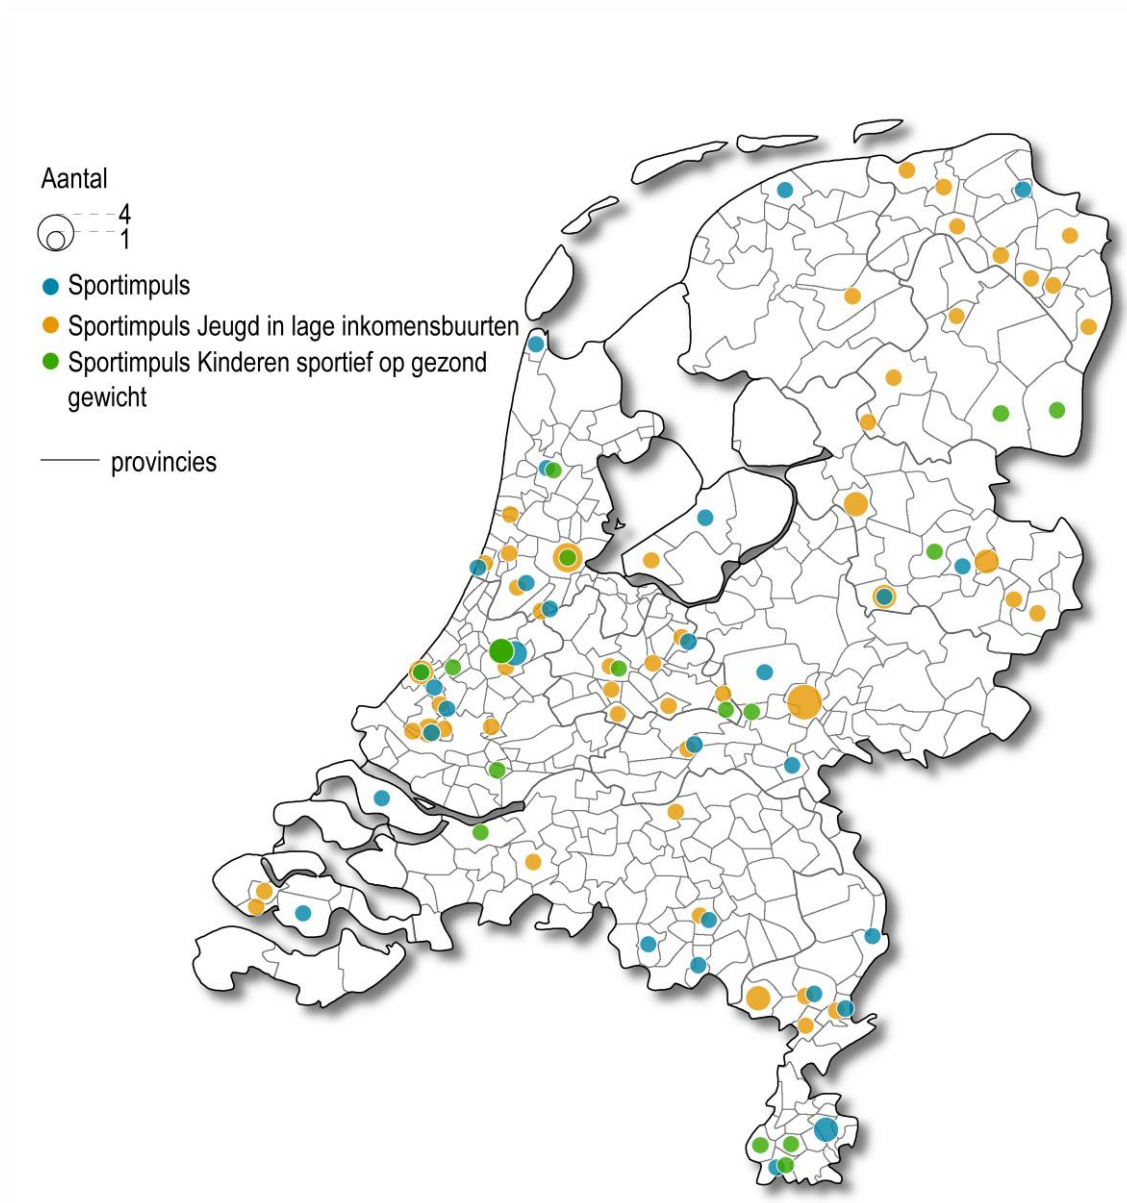 Aantal
4
1
Sportimpuls
Sportimpuls Jeugd in lage inkomensbuurten
Sportimpuls Kinderen sportief op gezond
gewicht
provincies